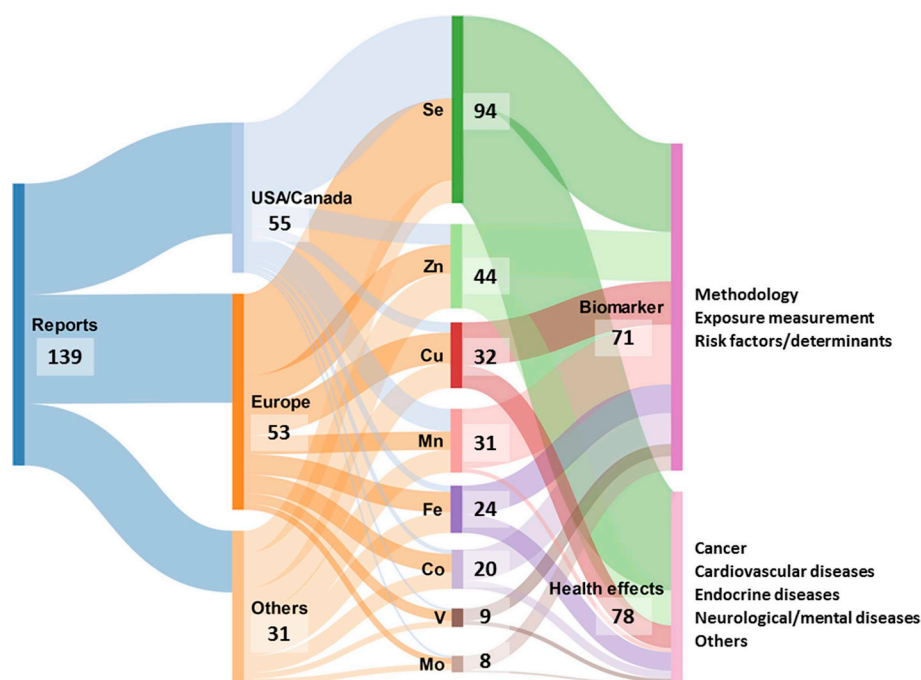 Reports
139
USA/Canada
55
Europe
53
Others
31
Se
94
Zn
44
Cu
32
Mn
31
Fe
24
Co
20
V
9
Mo
8
Biomarker
71
Methodology
Exposure measurement
Risk factors/determinants
Health effects
78
Cancer
Cardiovascular diseases
Endocrine diseases
Neurological/mental diseases
Others